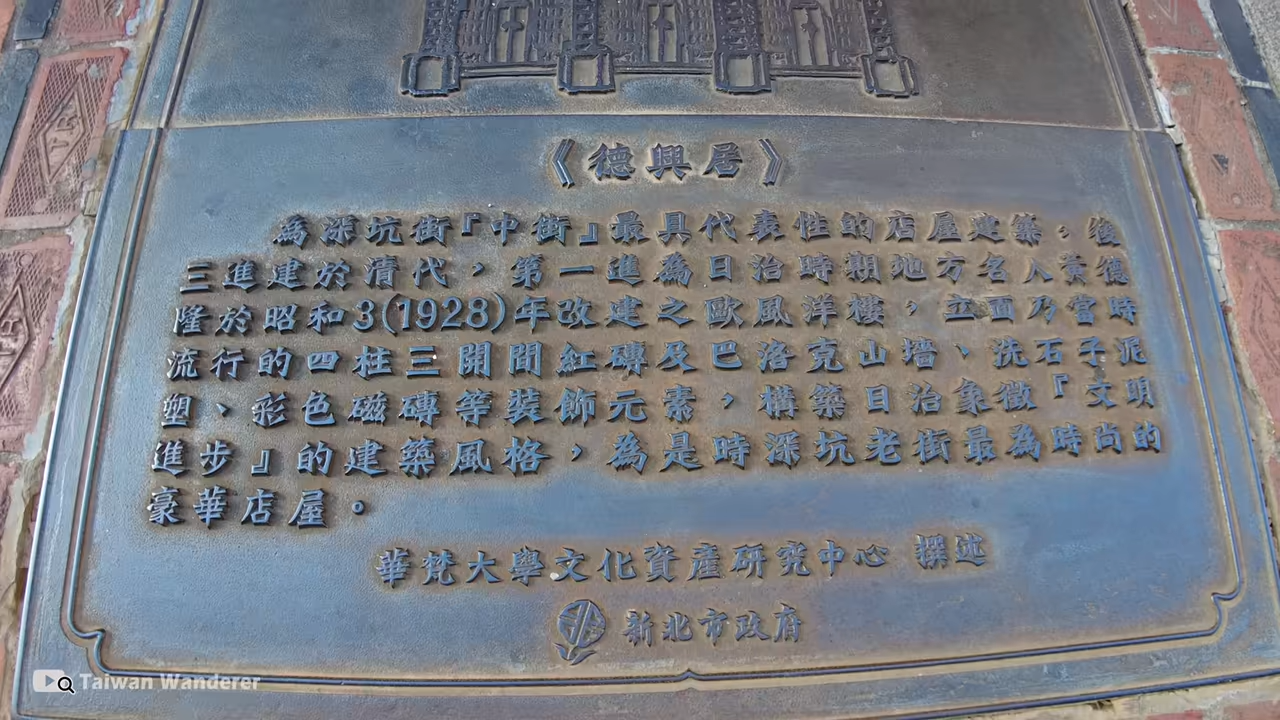 《德興居》
為深坑街『中街』最具代表性的店屋建築，後
三進建於清代，第一進為日治時期地方名人黃德
隆於昭和3(1928)年改建之歐風洋樓，立面乃當時
流行的四柱三開間紅磚及巴洛克山墻、洗石子泥
塑、彩色磁磚等裝飾元素，構築日治象徵『文明
進步』的建築風格，為是時深坑老街最為時尚的
豪華店屋。
華梵大學文化資產研究中心 撰述
新北市政府
Taiwan Wanderer
TR
TR